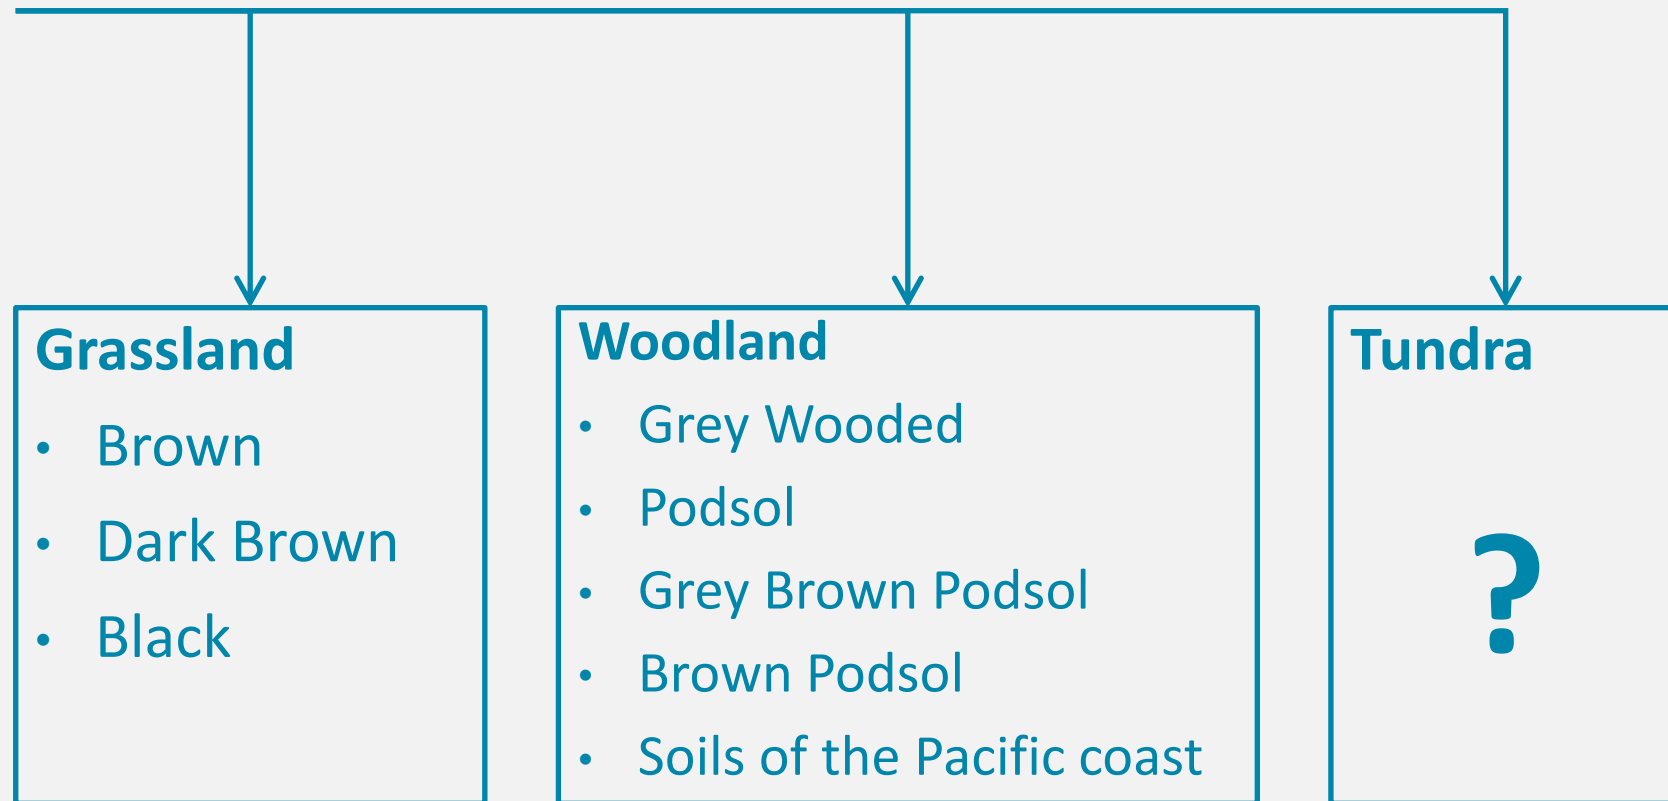 Grassland
• Brown
• Dark Brown
• Black
Woodland
• Grey Wooded
• Podsol
• Grey Brown Podsol
• Brown Podsol
• Soils of the Pacific coast
Tundra
?